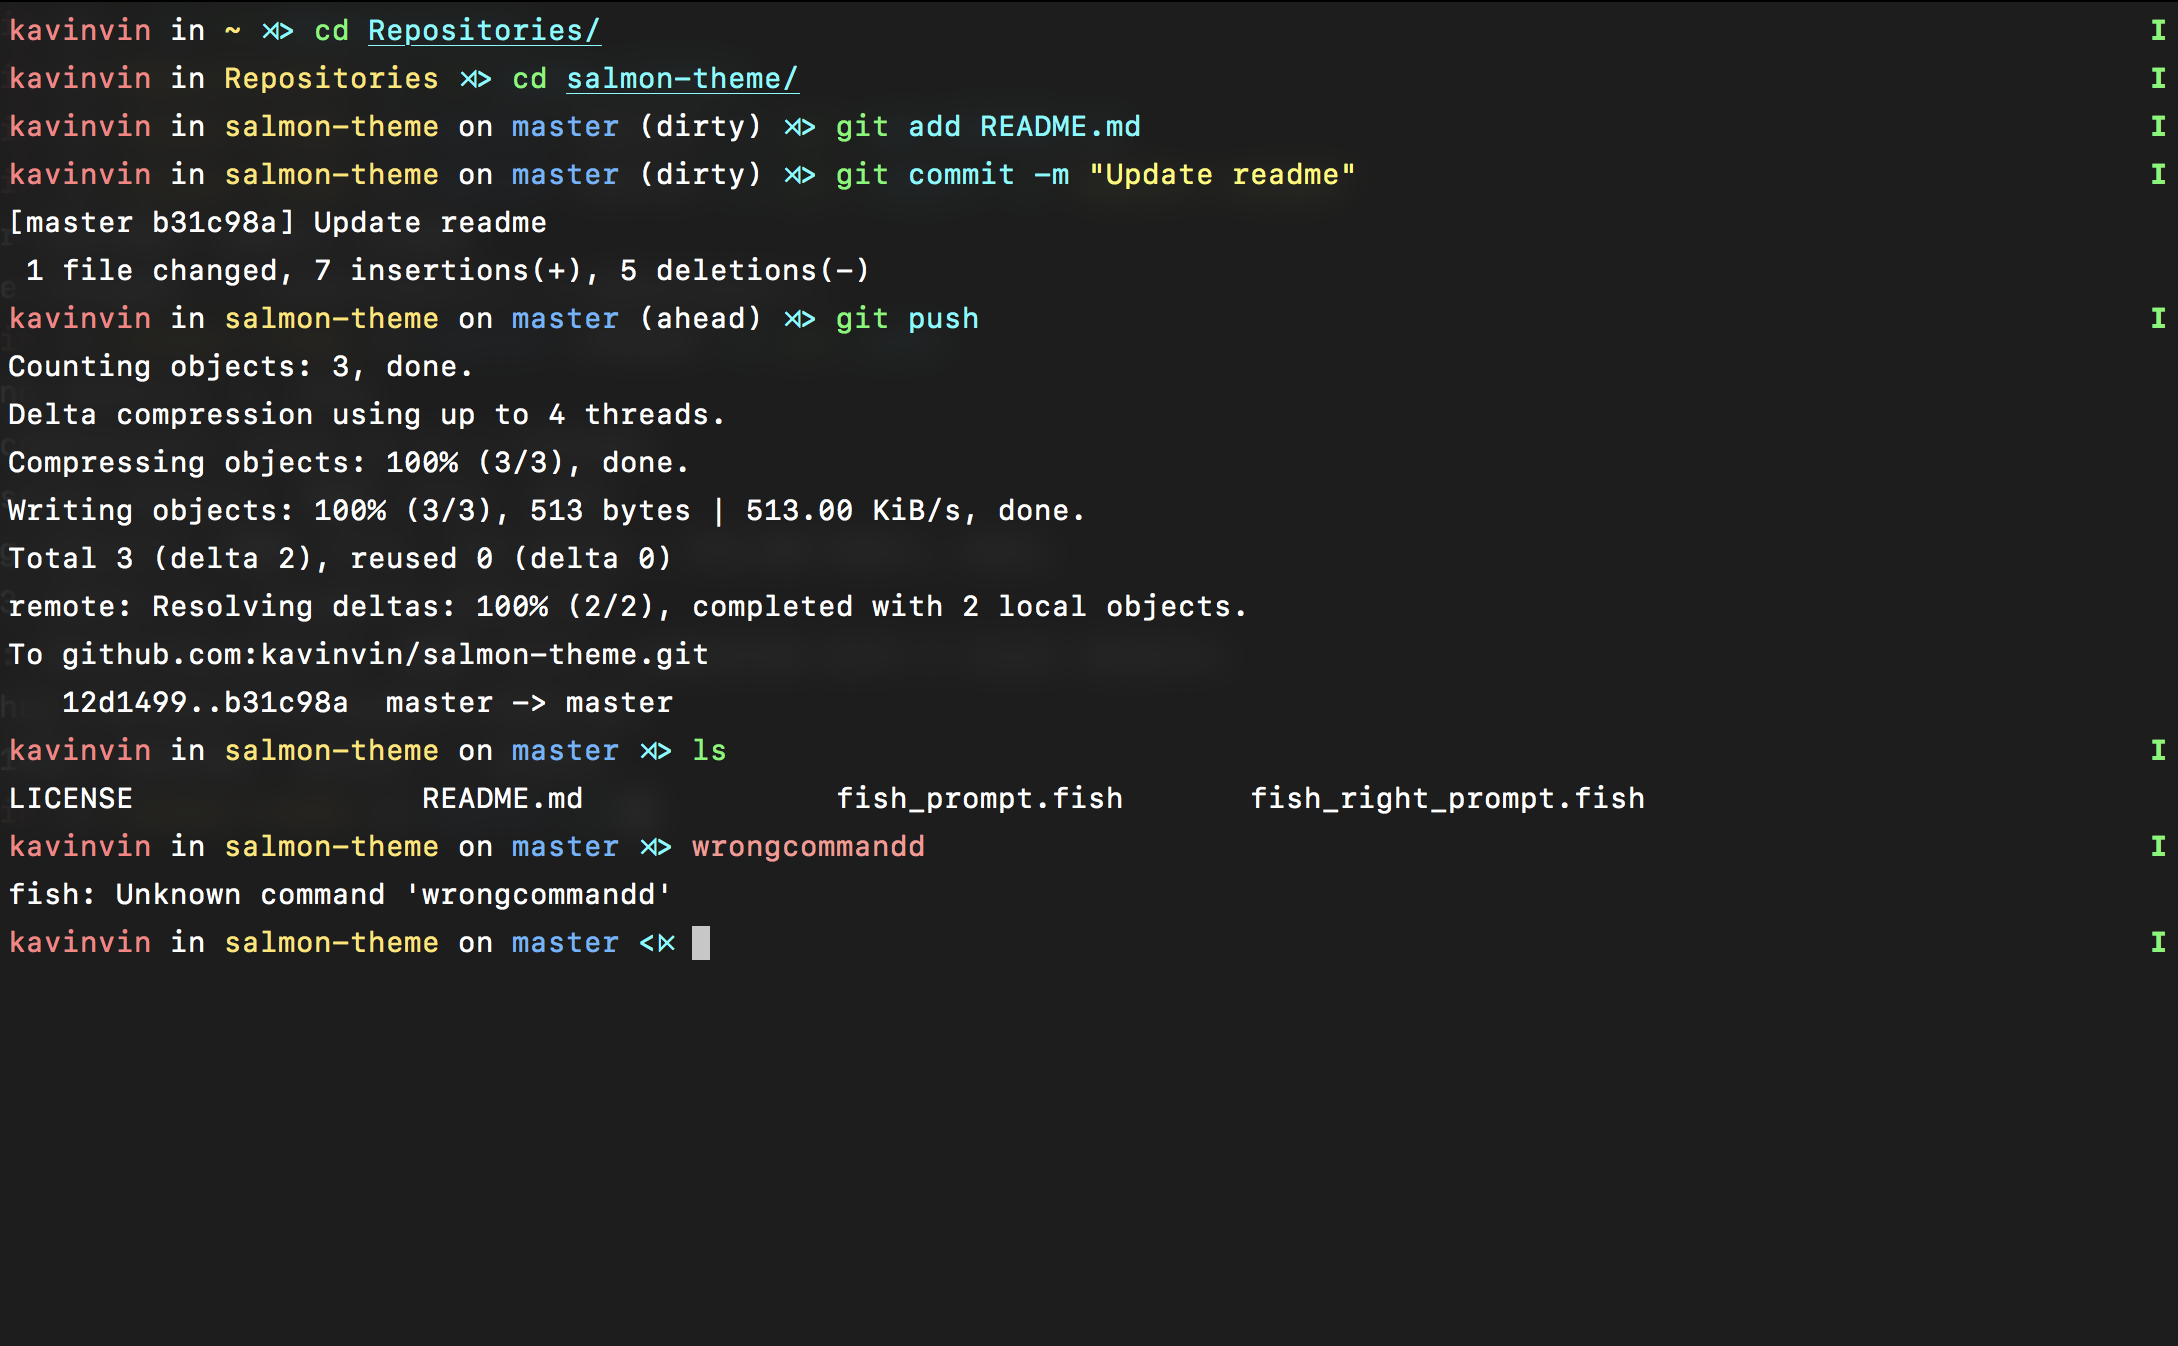 kavinvin in ~ ⋊> cd Repositories/ I
kavinvin in Repositories ⋊> cd salmon-theme/ I
kavinvin in salmon-theme on master (dirty) ⋊> git add README.md I
kavinvin in salmon-theme on master (dirty) ⋊> git commit -m "Update readme" I
[master b31c98a] Update readme
 1 file changed, 7 insertions(+), 5 deletions(-)
kavinvin in salmon-theme on master (ahead) ⋊> git push I
Counting objects: 3, done.
Delta compression using up to 4 threads.
Compressing objects: 100% (3/3), done.
Writing objects: 100% (3/3), 513 bytes | 513.00 KiB/s, done.
Total 3 (delta 2), reused 0 (delta 0)
remote: Resolving deltas: 100% (2/2), completed with 2 local objects.
To github.com:kavinvin/salmon-theme.git
   12d1499..b31c98a  master -> master
kavinvin in salmon-theme on master ⋊> ls I
LICENSE README.md fish_prompt.fish fish_right_prompt.fish
kavinvin in salmon-theme on master ⋊> wrongcommandd I
fish: Unknown command 'wrongcommandd'
kavinvin in salmon-theme on master <⋉ I